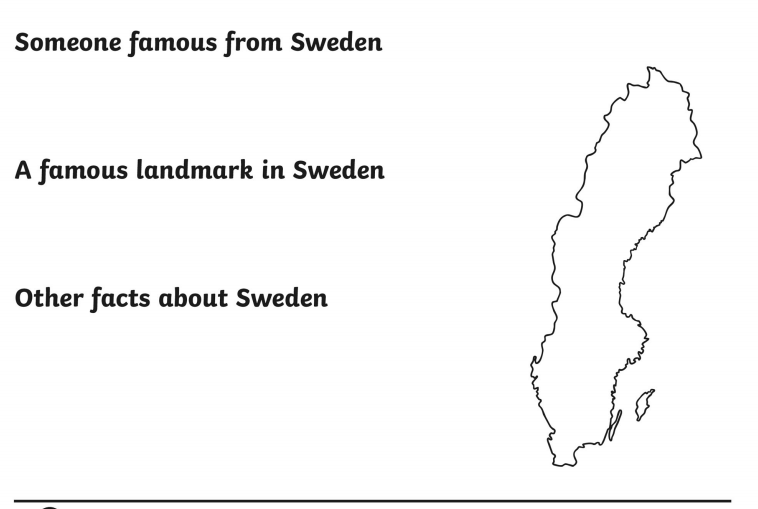 Someone famous from Sweden
A famous landmark in Sweden
Other facts about Sweden